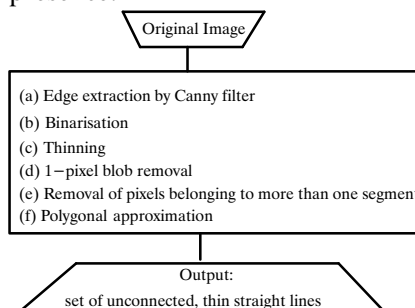 Original Image
(a) Edge extraction by Canny filter
(b) Binarisation
(c) Thinning
(d) 1−pixel blob removal
(e) Removal of pixels belonging to more than one segment
(f) Polygonal approximation
Output:
set of unconnected, thin straight lines